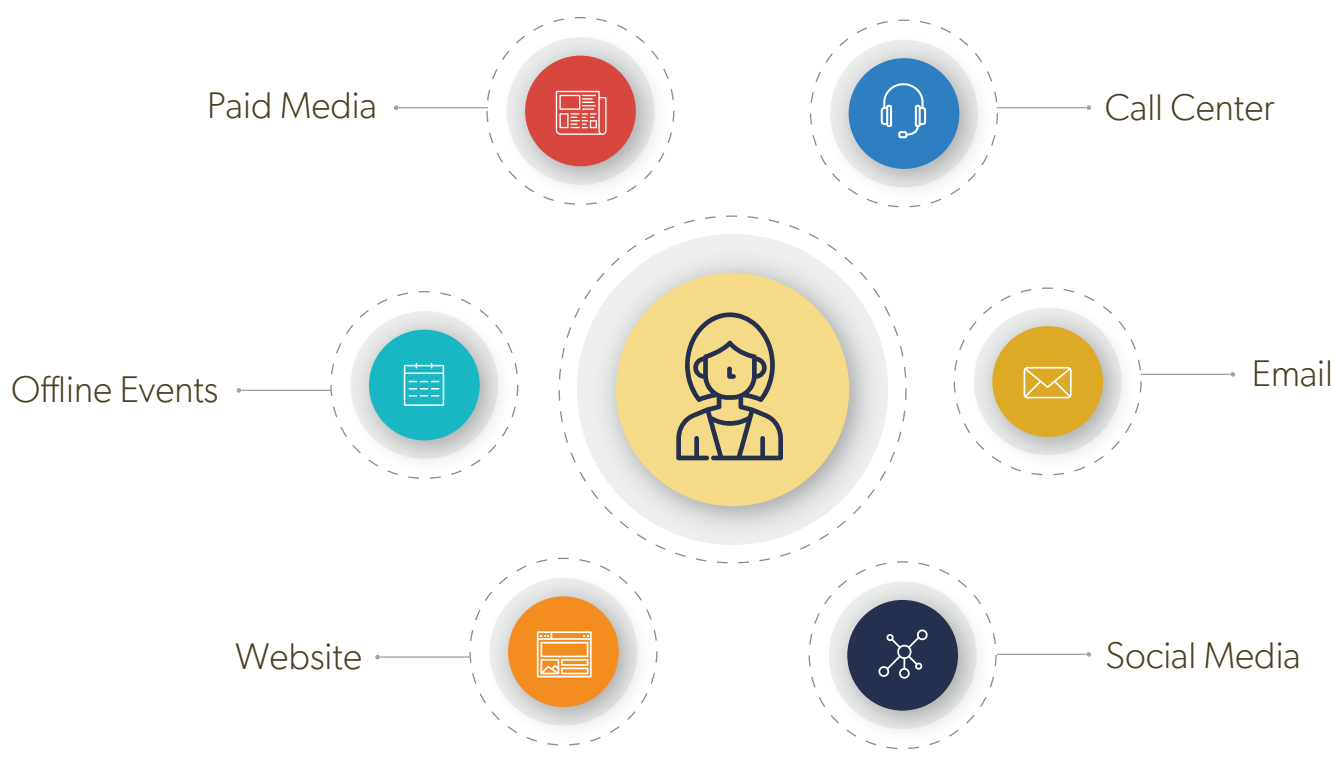 Paid Media
Call Center
Offline Events
Email
Website
Social Media